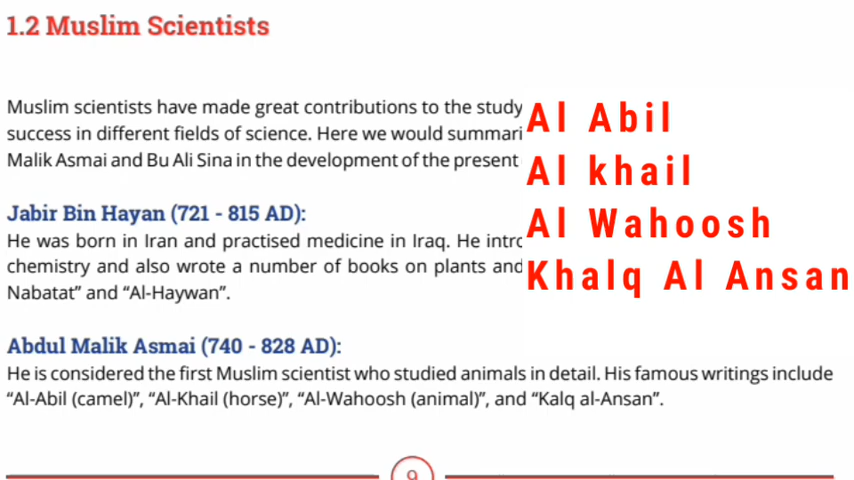 1.2 Muslim Scientists
Muslim scientists have made great contributions to the study
success in different fields of science. Here we would summari
Malik Asmai and Bu Ali Sina in the development of the present
Al Abil
Al khail
Al Wahoosh
Khalq Al Ansan
Jabir Bin Hayan (721 - 815 AD):
He was born in Iran and practised medicine in Iraq. He intro
chemistry and also wrote a number of books on plants and
Nabatat” and “Al-Haywan”.
Abdul Malik Asmai (740 - 828 AD):
He is considered the first Muslim scientist who studied animals in detail. His famous writings include
“Al-Abil (camel)”, “Al-Khail (horse)”, “Al-Wahoosh (animal)”, and “Kalq al-Ansan”.
9